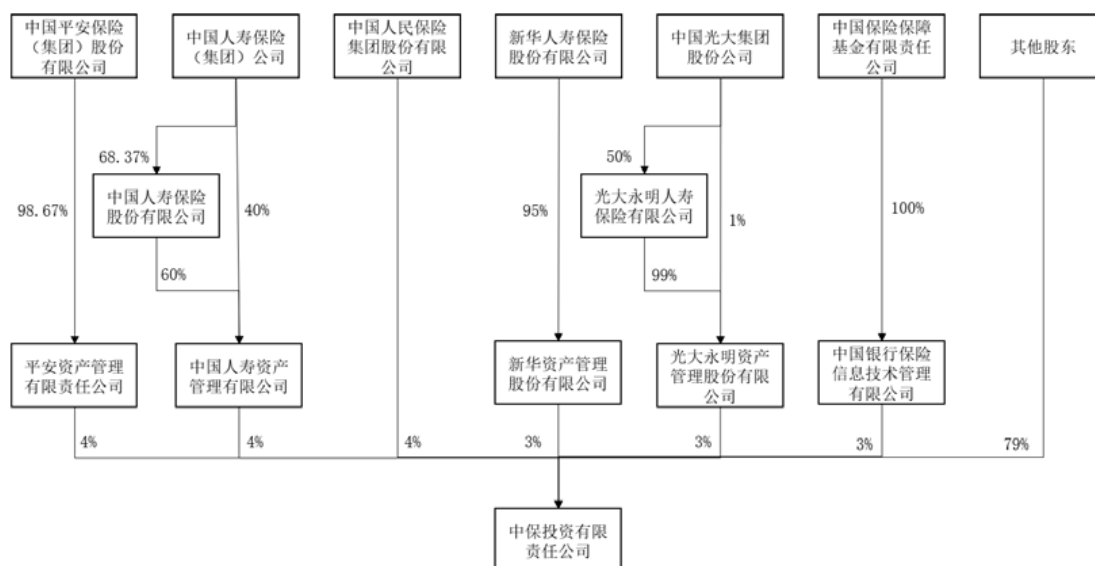 中国平安保险
（集团）股份
有限公司
中国人寿保险
（集团）公司
中国人民保险
集团股份有限
公司
新华人寿保险
股份有限公司
中国光大集团
股份公司
中国保险保障
基金有限责任
公司
其他股东
68.37%
50%
中国人寿保险
股份有限公司
光大永明人寿
保险有限公司
98.67%
40%
95%
1%
100%
60%
99%
平安资产管理
有限责任公司
中国人寿资产
管理有限公司
新华资产管理
股份有限公司
光大永明资产
管理股份有限
公司
中国银行保险
信息技术管理
有限公司
4%
4%
4%
3%
3%
3%
79%
中保投资有限
责任公司